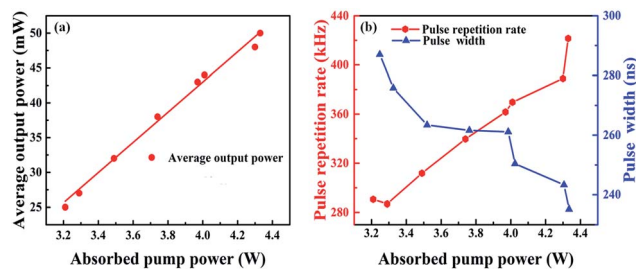 (a)
Average output power (mW)
50
45
40
35
30
25
Average output power
3.2 3.4 3.6 3.8 4.0 4.2 4.4
Absorbed pump power (W)
(b)
Pulse repetition rate (kHz)
440
400
360
320
280
Pulse repetition rate
Pulse width
3.2 3.4 3.6 3.8 4.0 4.2 4.4
Absorbed pump power (W)
300
285
270
255
240
Pulse width (ns)